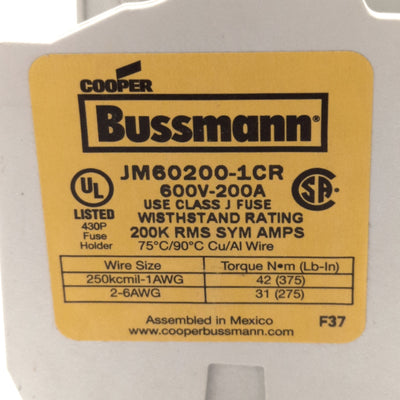 COOPER
Bussmann®
JM60200-1CR
600V-200A
USE CLASS J FUSE
WISTHSTAND RATING
200K RMS SYM AMPS
75°C/90°C Cu/Al Wire
UL
LISTED
430P
Fuse
Holder
SA
Wire Size Torque N•m (Lb-In)
250kcmil-1AWG 42 (375)
2-6AWG 31 (275)
Assembled in Mexico F37
www.cooperbussmann.com